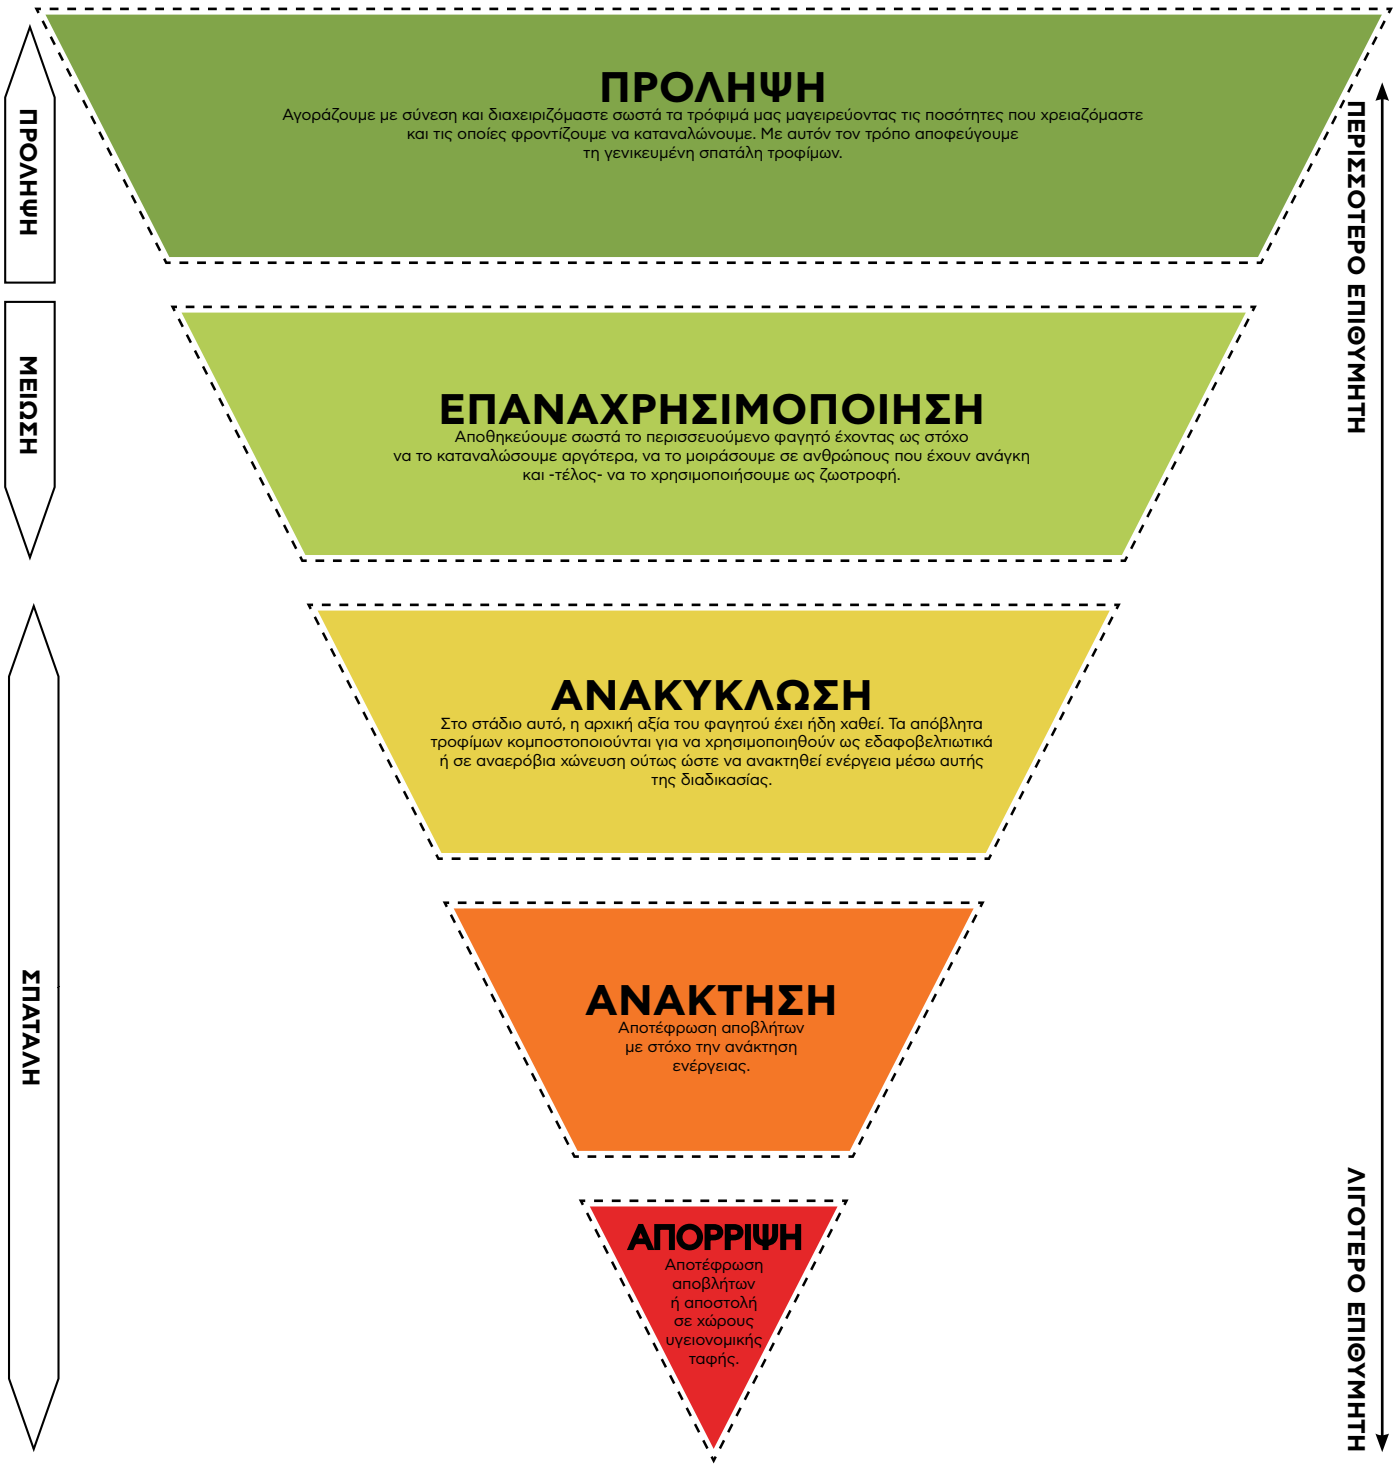 ΠΡΟΛΗΨΗ
Αγοράζουμε με σύνεση και διαχειριζόμαστε σωστά τα τρόφιμά μας μαγειρεύοντας τις ποσότητες που χρειαζόμαστε
και τις οποίες φροντίζουμε να καταναλώνουμε. Με αυτόν τον τρόπο αποφεύγουμε
τη γενικευμένη σπατάλη τροφίμων.
ΠΡΟΛΗΨΗ
ΠΕΡΙΣΣΟΤΕΡΟ ΕΠΙΘΥΜΗΤΗ
ΜΕΙΩΣΗ
ΕΠΑΝΑΧΡΗΣΙΜΟΠΟΙΗΣΗ
Αποθηκεύουμε σωστά το περισσευούμενο φαγητό έχοντας ως στόχο
να το καταναλώσουμε αργότερα, να το μοιράσουμε σε ανθρώπους που έχουν ανάγκη
και -τέλος- να το χρησιμοποιήσουμε ως ζωοτροφή.
ΑΝΑΚΥΚΛΩΣΗ
Στο στάδιο αυτό, η αρχική αξία του φαγητού έχει ήδη χαθεί. Τα απόβλητα
τροφίμων κομποστοποιούνται για να χρησιμοποιηθούν ως εδαφοβελτιωτικά
ή σε αναερόβια χώνευση ούτως ώστε να ανακτηθεί ενέργεια μέσω αυτής
της διαδικασίας.
ΣΠΑΤΑΛΗ
ΑΝΑΚΤΗΣΗ
Αποτέφρωση αποβλήτων
με στόχο την ανάκτηση
ενέργειας.
ΑΠΟΡΡΙΨΗ
Αποτέφρωση
αποβλήτων
ή αποστολή
σε χώρους
υγειονομικής
ταφής.
ΛΙΓΟΤΕΡΟ ΕΠΙΘΥΜΗΤΗ